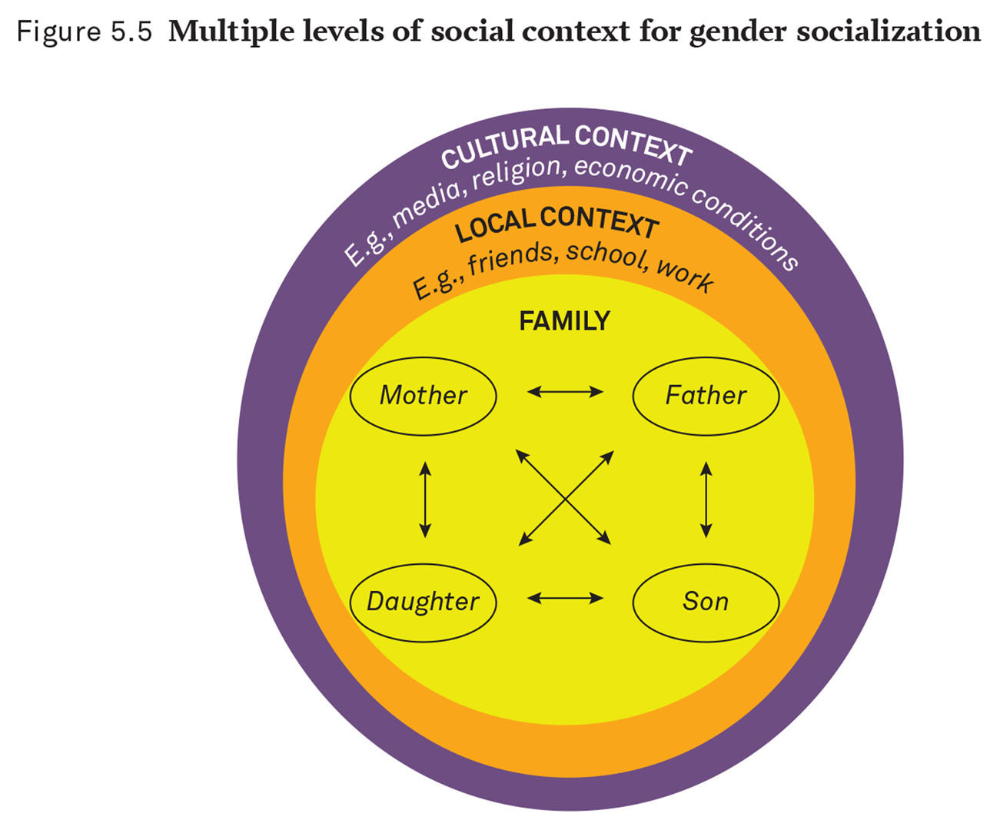 Figure 5.5 Multiple levels of social context for gender socialization
CULTURAL CONTEXT
E.g., media, religion, economic conditions
LOCAL CONTEXT
E.g., friends, school, work
FAMILY
Mother
Father
Daughter
Son